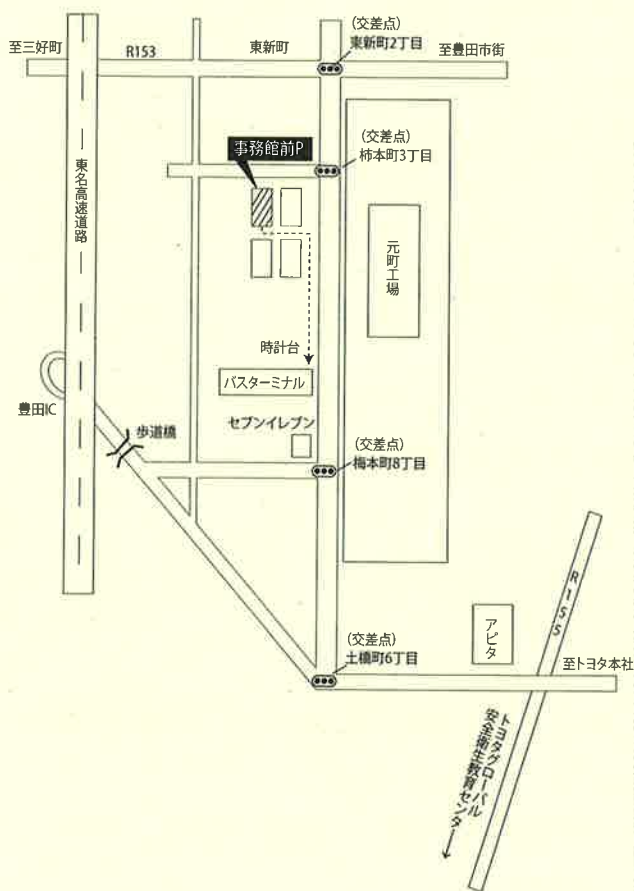 (交差点)
至三好町
R153
東新町
東新町2丁目
至豊田市街
事務館前P
(交差点)
柿本町3丁目
東名高速道路
元町工場
時計台
バスターミナル
豊田IC
セブンイレブン
歩道橋
(交差点)
梅本町8丁目
R155
アピタ
(交差点)
土橋町6丁目
至トヨタ本社
トヨタグローバル
安全衛生教育センター